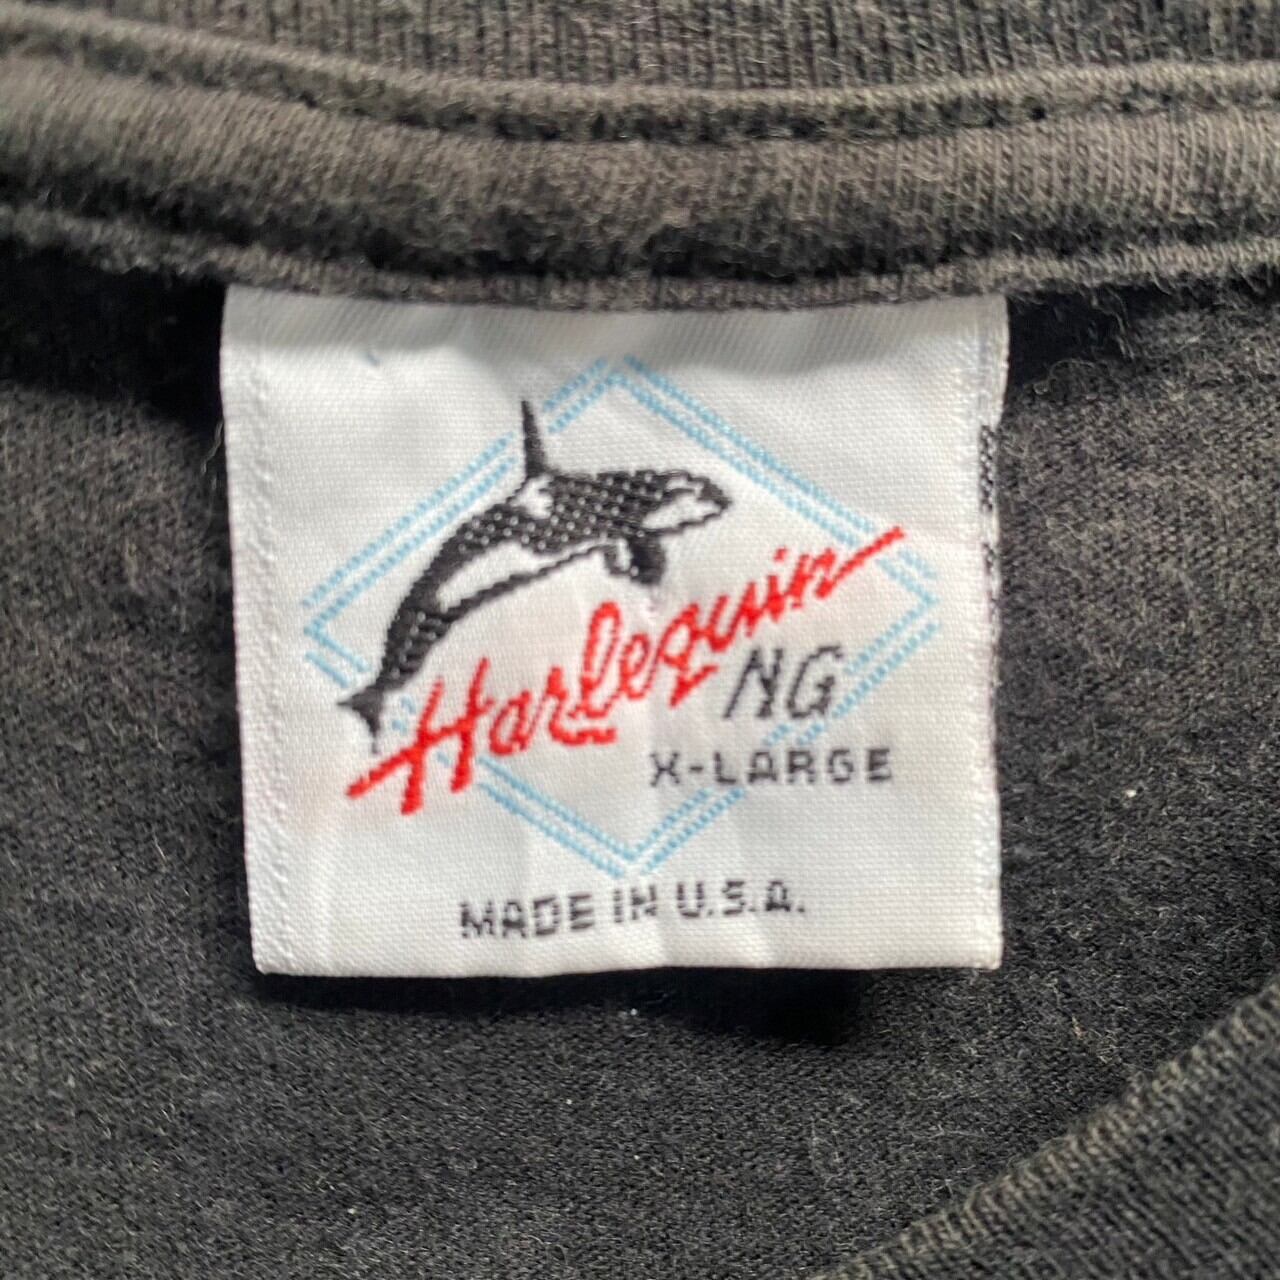 Harlequin
NG
X-LARGE
MADE IN U.S.A.